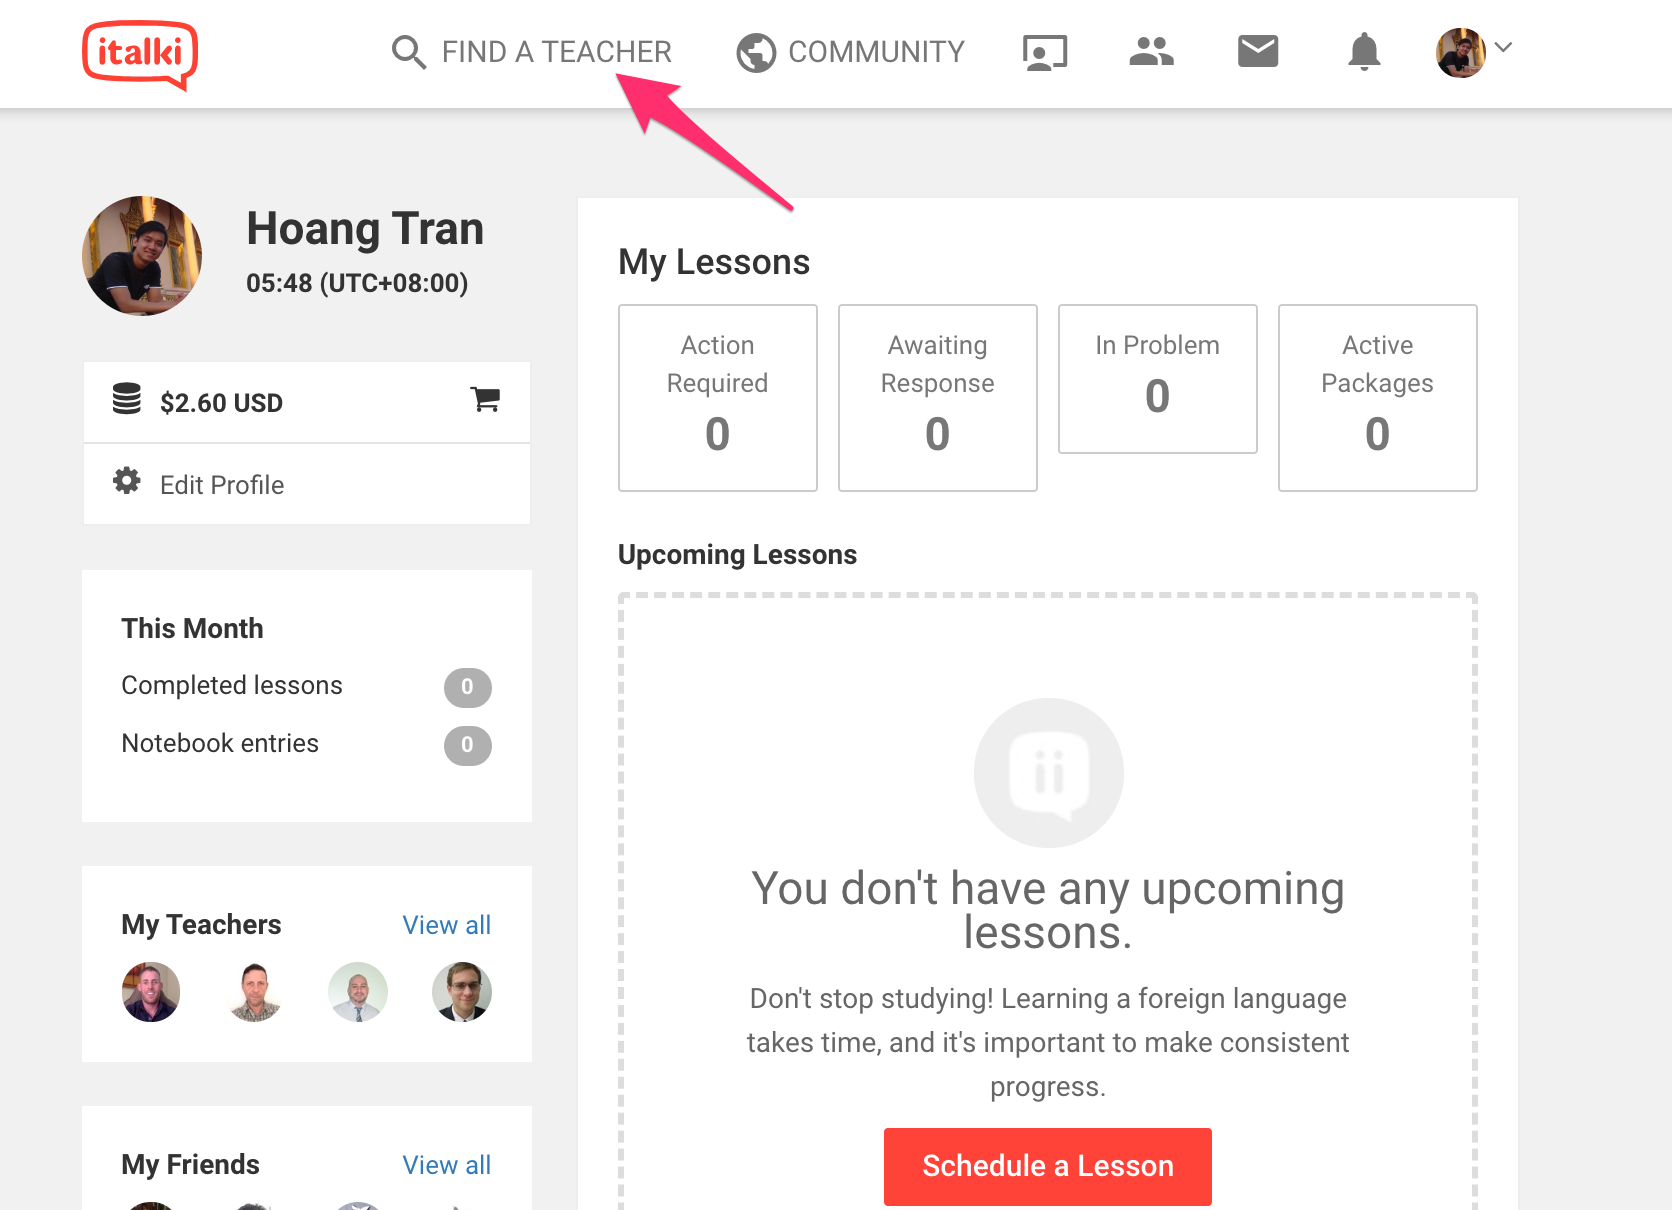 italki
FIND A TEACHER
COMMUNITY
Hoang Tran
05:48 (UTC+08:00)
$2.60 USD
Edit Profile
This Month
Completed lessons 0
Notebook entries 0
My Teachers View all
My Friends View all
My Lessons
Action
Required
0
Awaiting
Response
0
In Problem
0
Active
Packages
0
Upcoming Lessons
ii
You don't have any upcoming
lessons.
Don't stop studying! Learning a foreign language
takes time, and it's important to make consistent
progress.
Schedule a Lesson